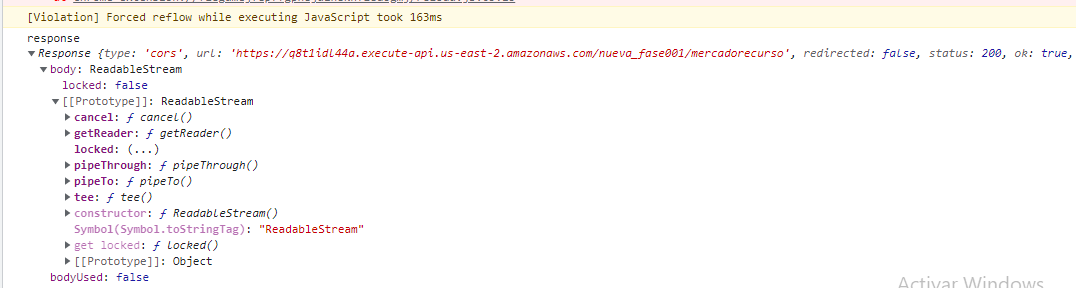 [Violation] Forced reflow while executing JavaScript took 163ms
response
Response {type: 'cors', url: 'https://q8t1idl44a.execute-api.us-east-2.amazonaws.com/nueva_fase001/mercadorecurso', redirected: false, status: 200, ok: true,
body: ReadableStream
locked: false
[[Prototype]]: ReadableStream
cancel: ƒ cancel()
getReader: ƒ getReader()
locked: (...)
pipeThrough: ƒ pipeThrough()
pipeTo: ƒ pipeTo()
tee: ƒ tee()
constructor: ƒ ReadableStream()
Symbol(Symbol.toStringTag): "ReadableStream"
get locked: ƒ locked()
[[Prototype]]: Object
bodyUsed: false
Activar Windows